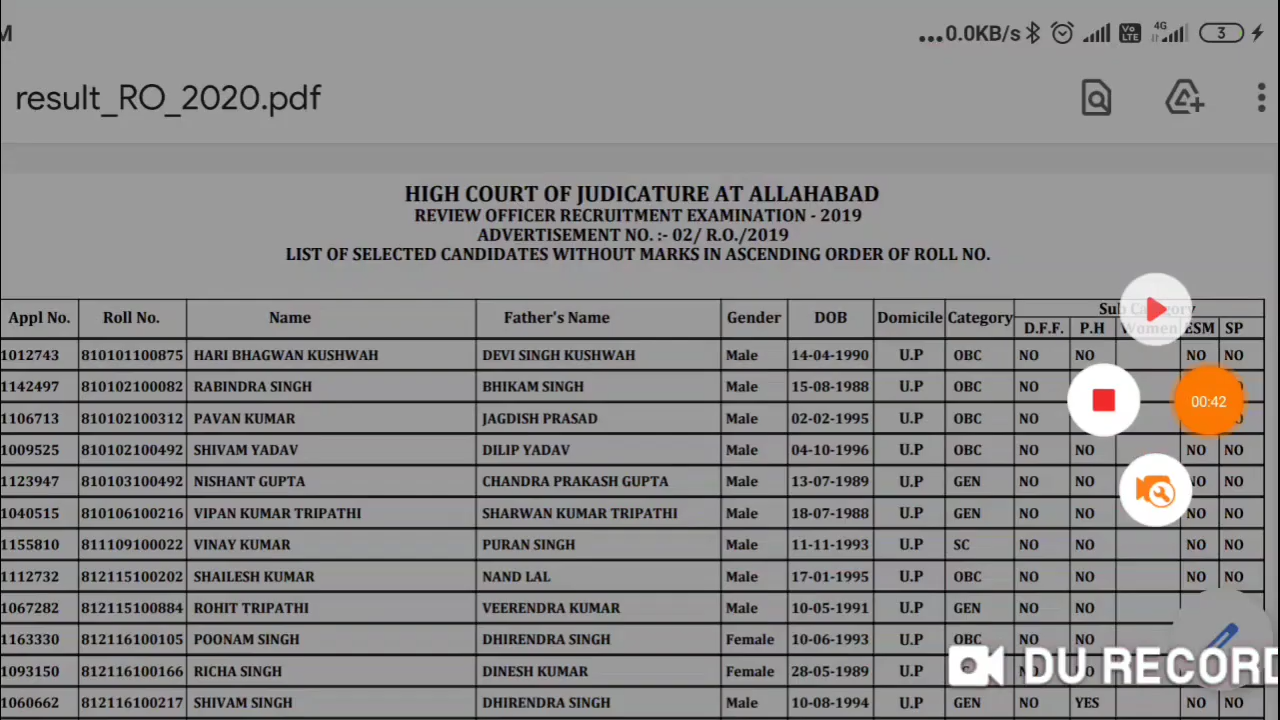 M ...0.0KB/s Vo LTE 4G 3
result_RO_2020.pdf
HIGH COURT OF JUDICATURE AT ALLAHABAD
REVIEW OFFICER RECRUITMENT EXAMINATION - 2019
ADVERTISEMENT NO. :- 02/ R.O./2019
LIST OF SELECTED CANDIDATES WITHOUT MARKS IN ASCENDING ORDER OF ROLL NO.
Appl No. Roll No. Name Father's Name Gender DOB Domicile Category Sub Category
D.F.F. P.H Women ESM SP
1012743 810101100875 HARI BHAGWAN KUSHWAH DEVI SINGH KUSHWAH Male 14-04-1990 U.P OBC NO NO NO NO
1142497 810102100082 RABINDRA SINGH BHIKAM SINGH Male 15-08-1988 U.P OBC NO
1106713 810102100312 PAVAN KUMAR JAGDISH PRASAD Male 02-02-1995 U.P OBC NO
00:42
1009525 810102100492 SHIVAM YADAV DILIP YADAV Male 04-10-1996 U.P OBC NO NO NO NO
1123947 810103100492 NISHANT GUPTA CHANDRA PRAKASH GUPTA Male 13-07-1989 U.P GEN NO NO NO NO
1040515 810106100216 VIPAN KUMAR TRIPATHI SHARWAN KUMAR TRIPATHI Male 18-07-1988 U.P GEN NO NO NO NO
1155810 811109100022 VINAY KUMAR PURAN SINGH Male 11-11-1993 U.P SC NO NO NO NO
1112732 812115100202 SHAILESH KUMAR NAND LAL Male 17-01-1995 U.P OBC NO NO NO NO
1067282 812115100884 ROHIT TRIPATHI VEERENDRA KUMAR Male 10-05-1991 U.P GEN NO NO NO NO
1163330 812116100105 POONAM SINGH DHIRENDRA SINGH Female 10-06-1993 U.P OBC NO NO
1093150 812116100166 RICHA SINGH DINESH KUMAR Female 28-05-1989 U.P
DU RECORD
1060662 812116100217 SHIVAM SINGH DHIRENDRA SINGH Male 10-08-1994 U.P GEN NO YES NO NO